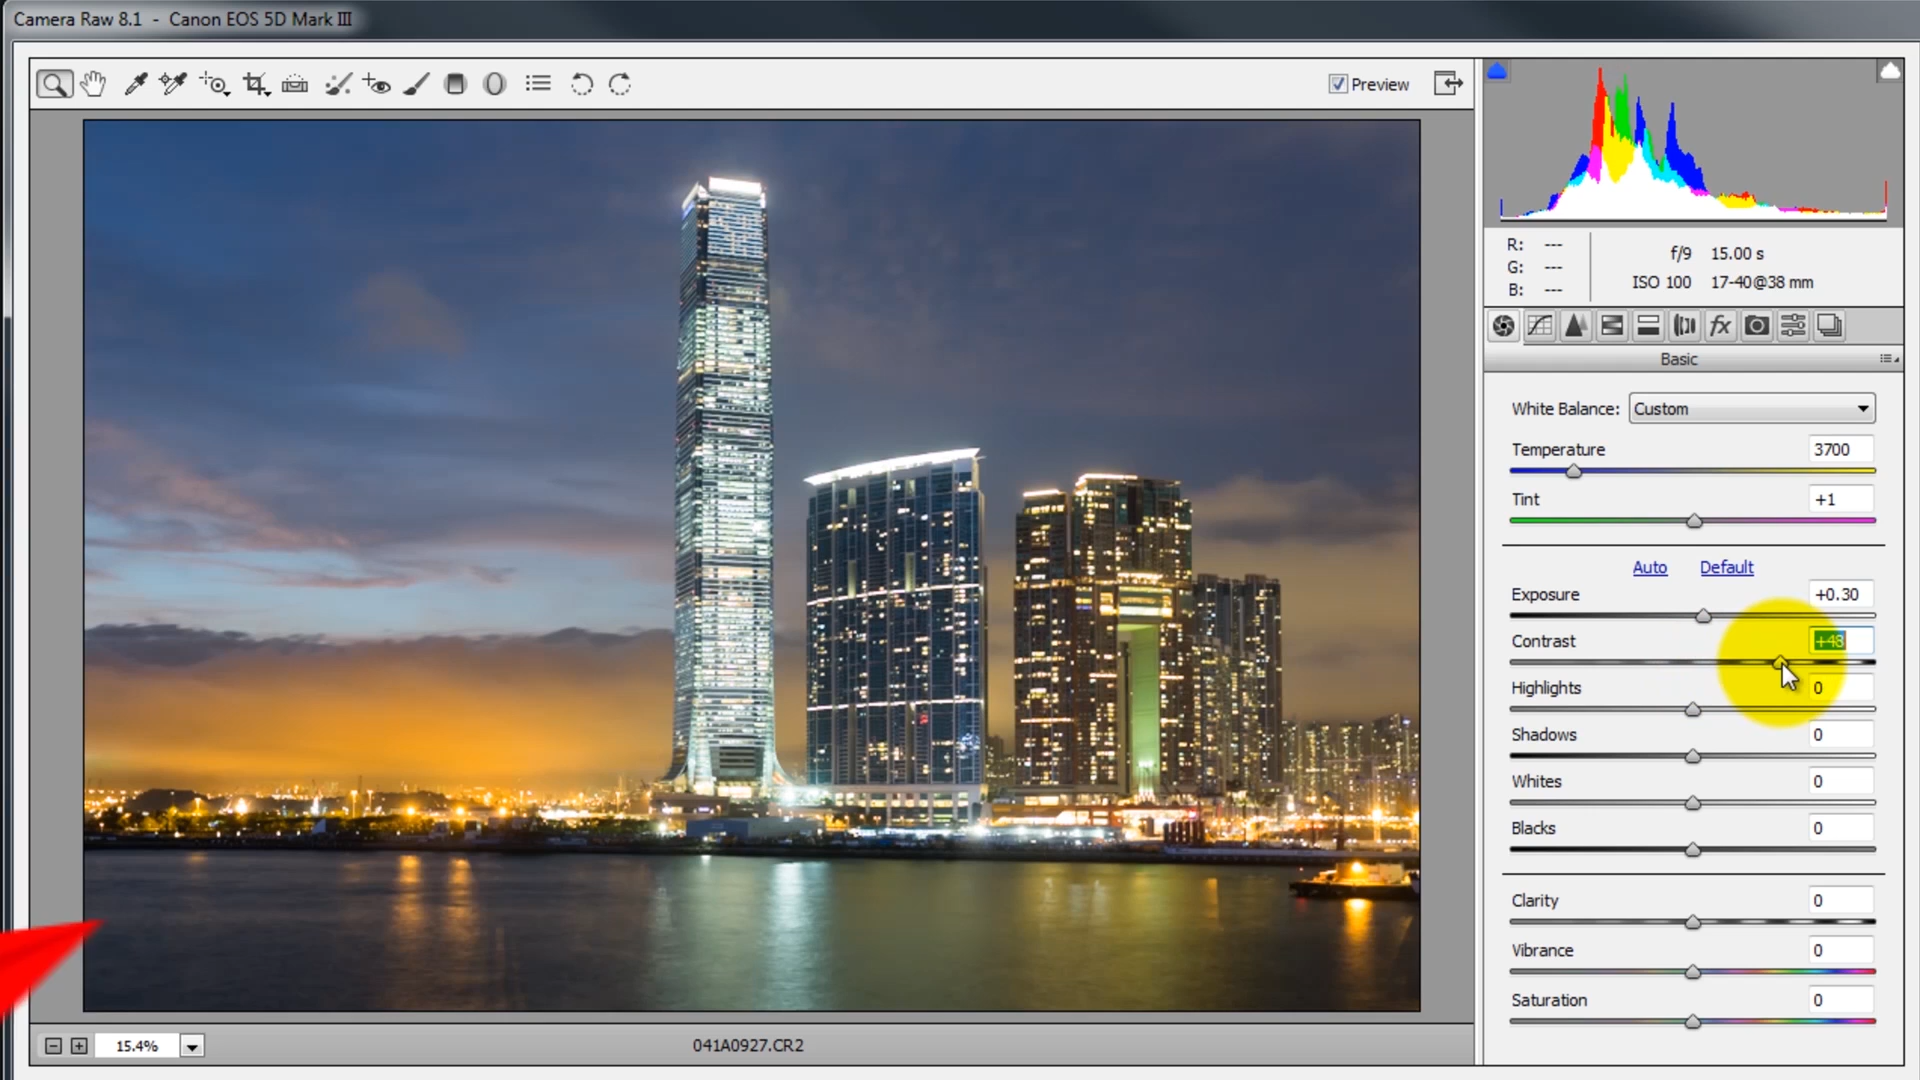 Camera Raw 8.1 - Canon EOS 5D Mark III
Preview
R: ---
G: ---
B: ---
f/9 15.00 s
ISO 100 17-40@38 mm
fx
Basic
White Balance: Custom
Temperature 3700
Tint +1
Auto Default
Exposure +0.30
Contrast +48
Highlights 0
Shadows 0
Whites 0
Blacks 0
Clarity 0
Vibrance 0
Saturation 0
15.4%
041A0927.CR2